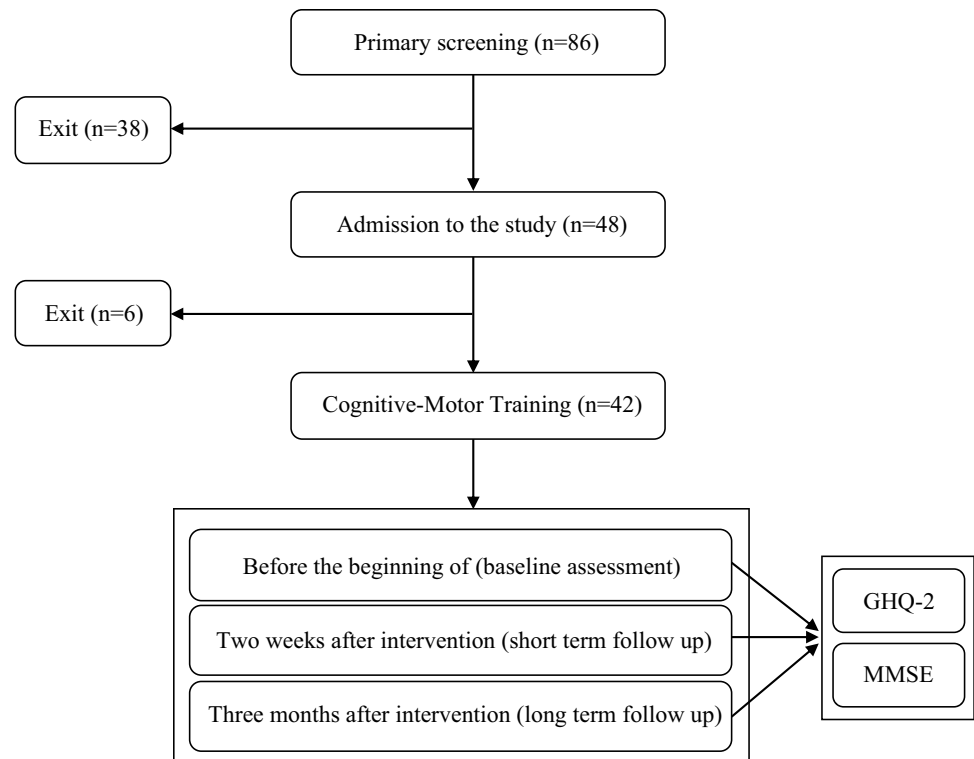 Primary screening (n=86)
Exit (n=38)
Admission to the study (n=48)
Exit (n=6)
Cognitive-Motor Training (n=42)
Before the beginning of (baseline assessment)
Two weeks after intervention (short term follow up)
Three months after intervention (long term follow up)
GHQ-2
MMSE